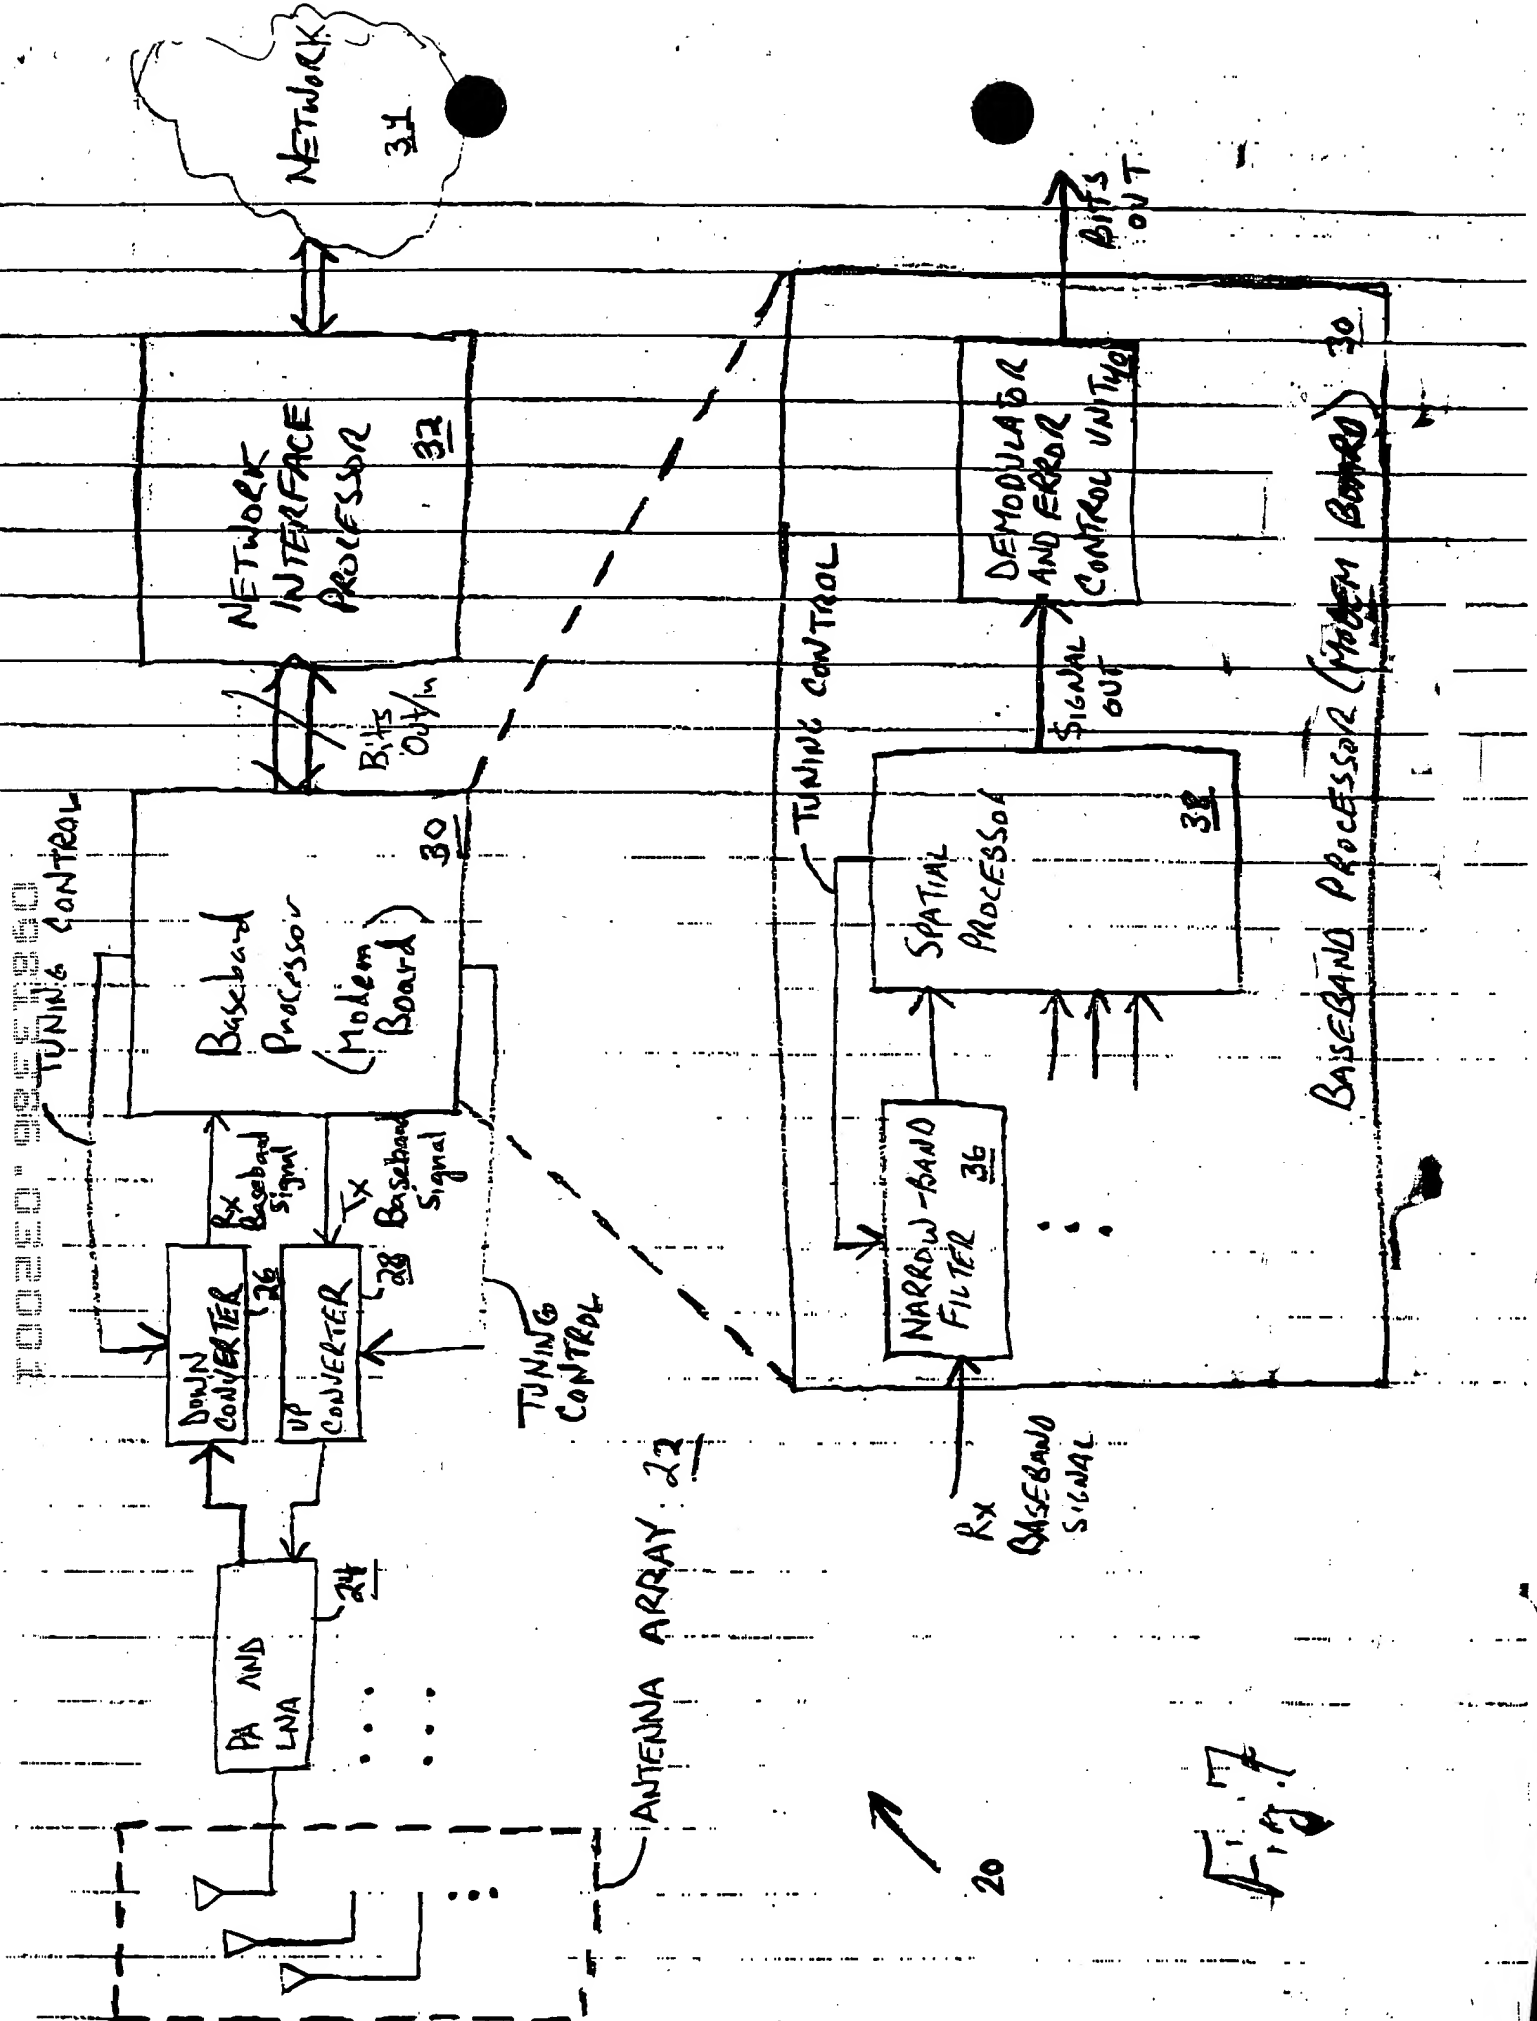 TUNING CONTROL
NETWORK
34
NETWORK
INTERFACE
PROCESSOR
32
Bits
Out/In
Baseband
Processor
(Modem
Board)
30
Rx
Baseband
Signal
Tx
Baseband
Signal
DOWN
CONVERTER
26
UP
CONVERTER
28
TUNING
CONTROL
PA AND
LNA
24
ANTENNA ARRAY 22
Rx
BASEBAND
SIGNAL
NARROW-BAND
FILTER
36
TUNING CONTROL
SPATIAL
PROCESSOR
38
SIGNAL
OUT
DEMODULATOR
AND ERROR
CONTROL UNIT 40
BITS
OUT
BASEBAND PROCESSOR (MODEM BOARD) 30
20
Fig. 7